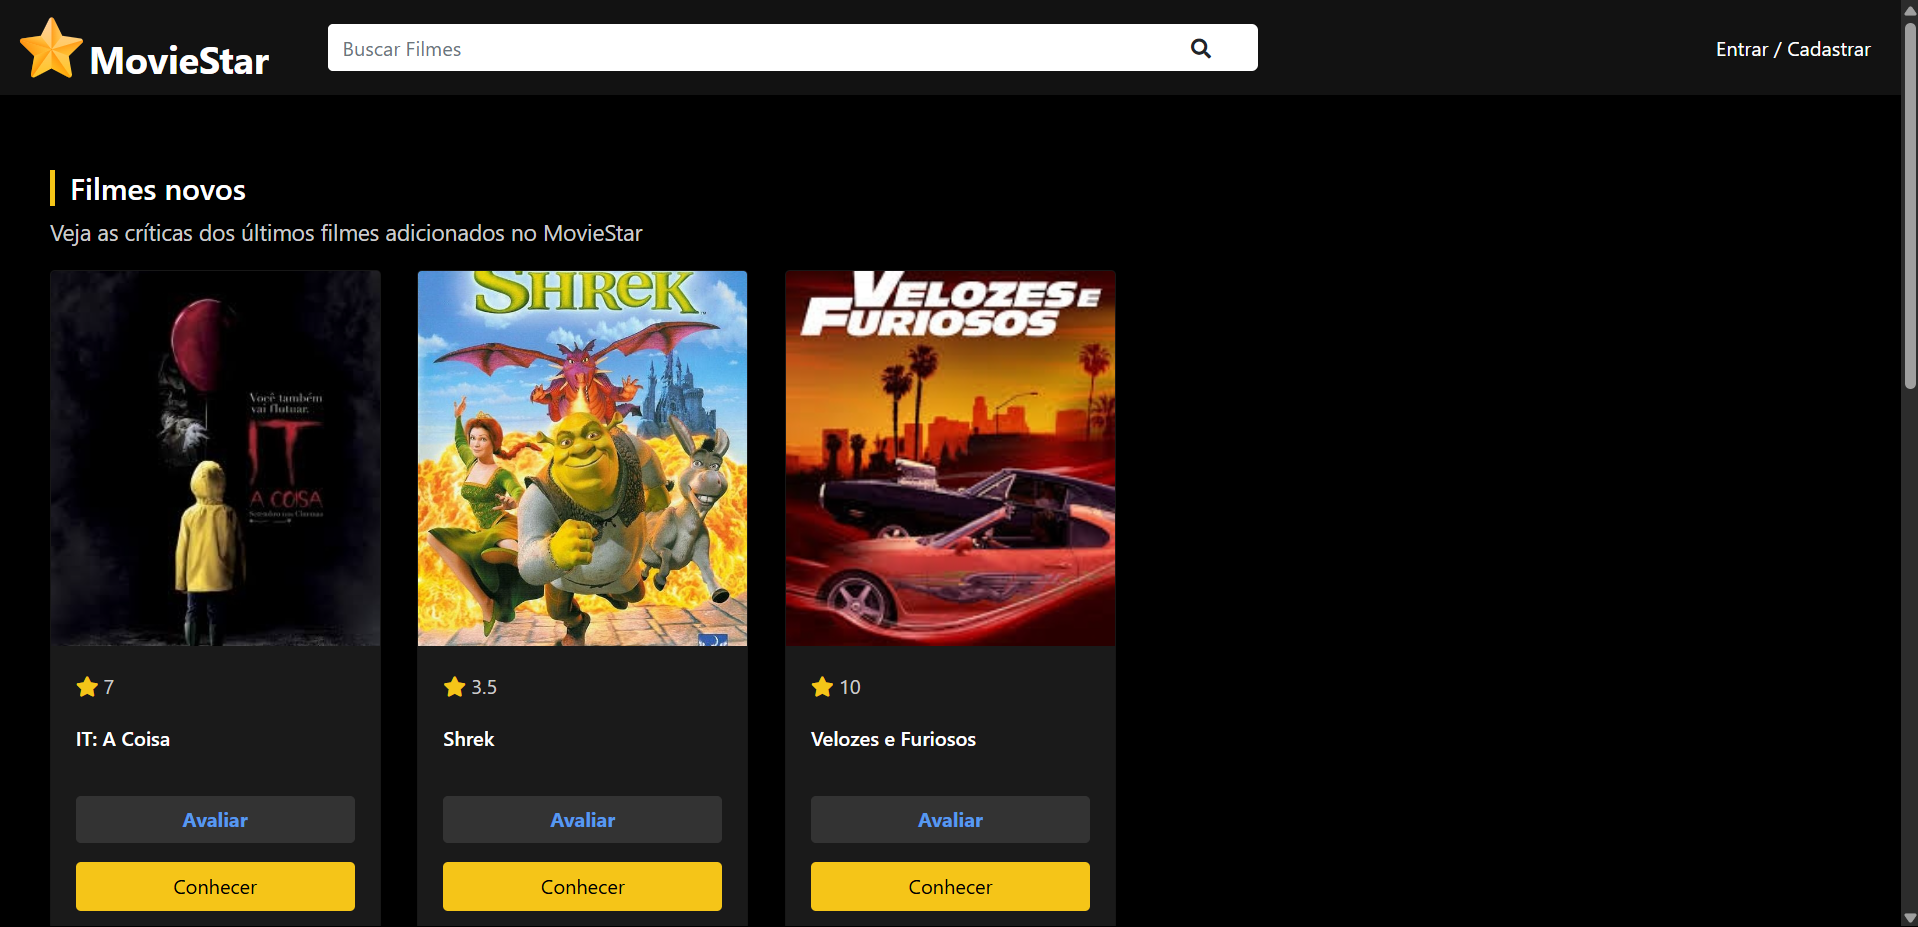 MovieStar
Buscar Filmes
Entrar / Cadastrar
Filmes novos
Veja as críticas dos últimos filmes adicionados no MovieStar
Você também
vai flutuar.
IT
A COISA
SHREK
VELOZES E
FURIOSOS
7
3.5
10
IT: A Coisa
Shrek
Velozes e Furiosos
Avaliar
Avaliar
Avaliar
Conhecer
Conhecer
Conhecer